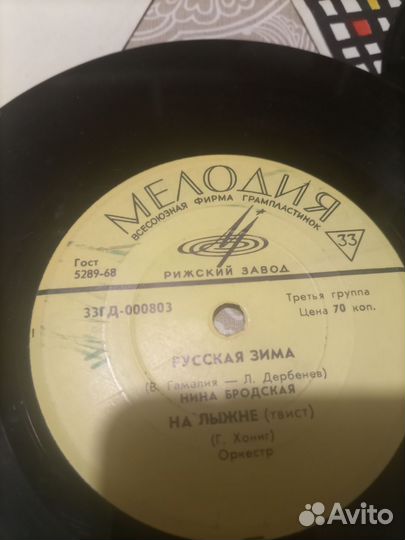 МЕЛОДИЯ
ВСЕСОЮЗНАЯ ФИРМА ГРАМПЛАСТИНОК
33
РИЖСКИЙ ЗАВОД
Гост
5289-68
33ГД-000803
Третья группа
Цена 70 коп.
РУССКАЯ ЗИМА
(В. Гамалия — Л. Дербенев)
НИНА БРОДСКАЯ
НА ЛЫЖНЕ (твист)
(Г. Хониг)
Оркестр
Avito